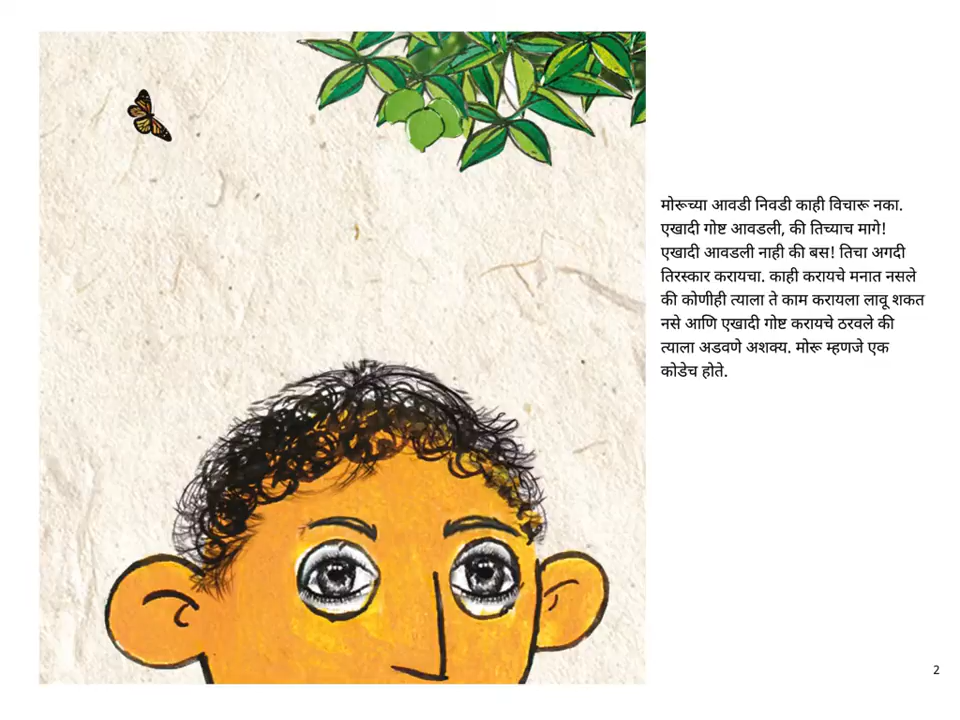 मोरूच्या आवडी निवडी काही विचारू नका.
एखादी गोष्ट आवडली, की तिच्याच मागे!
एखादी आवडली नाही की बस! तिचा अगदी
तिरस्कार करायचा. काही करायचे मनात नसले
की कोणीही त्याला ते काम करायला लावू शकत
नसे आणि एखादी गोष्ट करायचे ठरवले की
त्याला अडवणे अशक्य. मोरू म्हणजे एक
कोडेच होते.
2